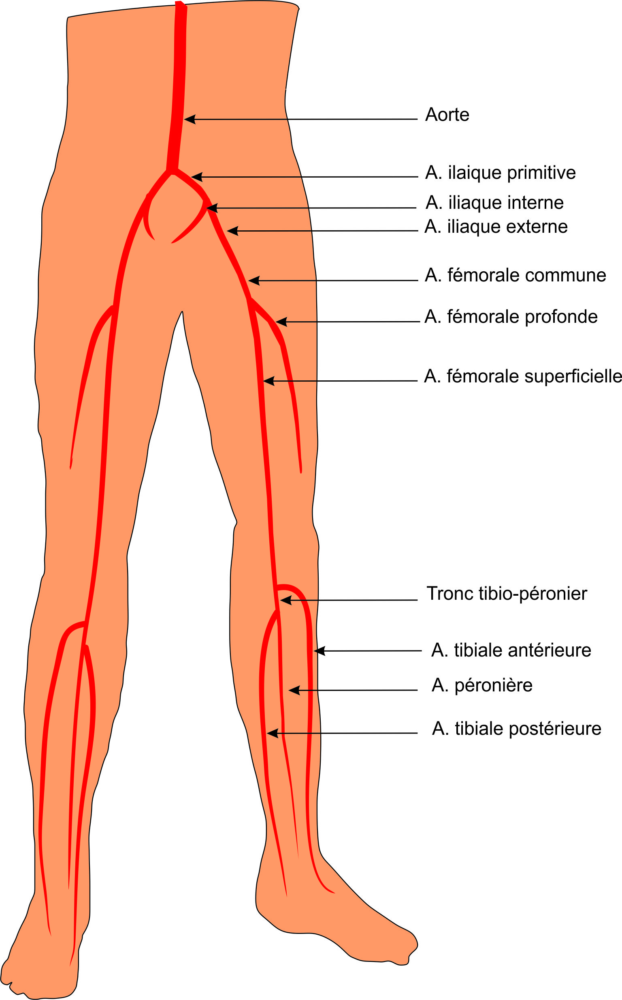 Aorte
A. ilaique primitive
A. iliaque interne
A. iliaque externe
A. fémorale commune
A. fémorale profonde
A. fémorale superficielle
Tronc tibio-péronier
A. tibiale antérieure
A. péronière
A. tibiale postérieure